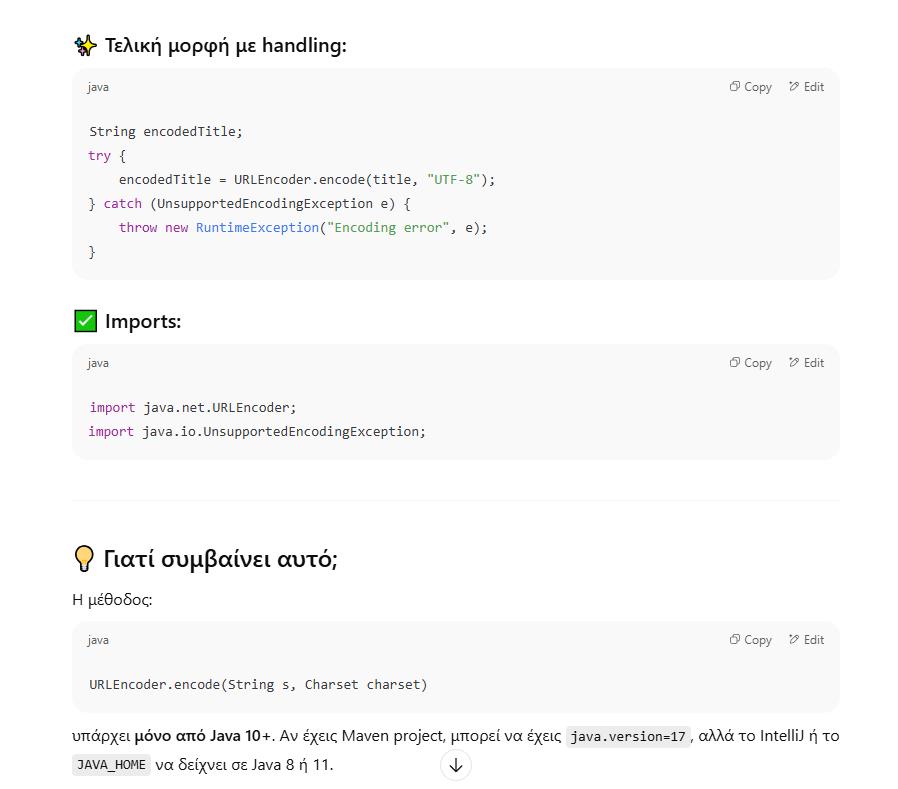 ✨ Τελική μορφή με handling:
java Copy Edit
String encodedTitle;
try {
    encodedTitle = URLEncoder.encode(title, "UTF-8");
} catch (UnsupportedEncodingException e) {
    throw new RuntimeException("Encoding error", e);
}
✅ Imports:
java Copy Edit
import java.net.URLEncoder;
import java.io.UnsupportedEncodingException;
💡 Γιατί συμβαίνει αυτό;
Η μέθοδος:
java Copy Edit
URLEncoder.encode(String s, Charset charset)
υπάρχει μόνο από Java 10+. Αν έχεις Maven project, μπορεί να έχεις java.version=17, αλλά το IntelliJ ή το
JAVA_HOME να δείχνει σε Java 8 ή 11.